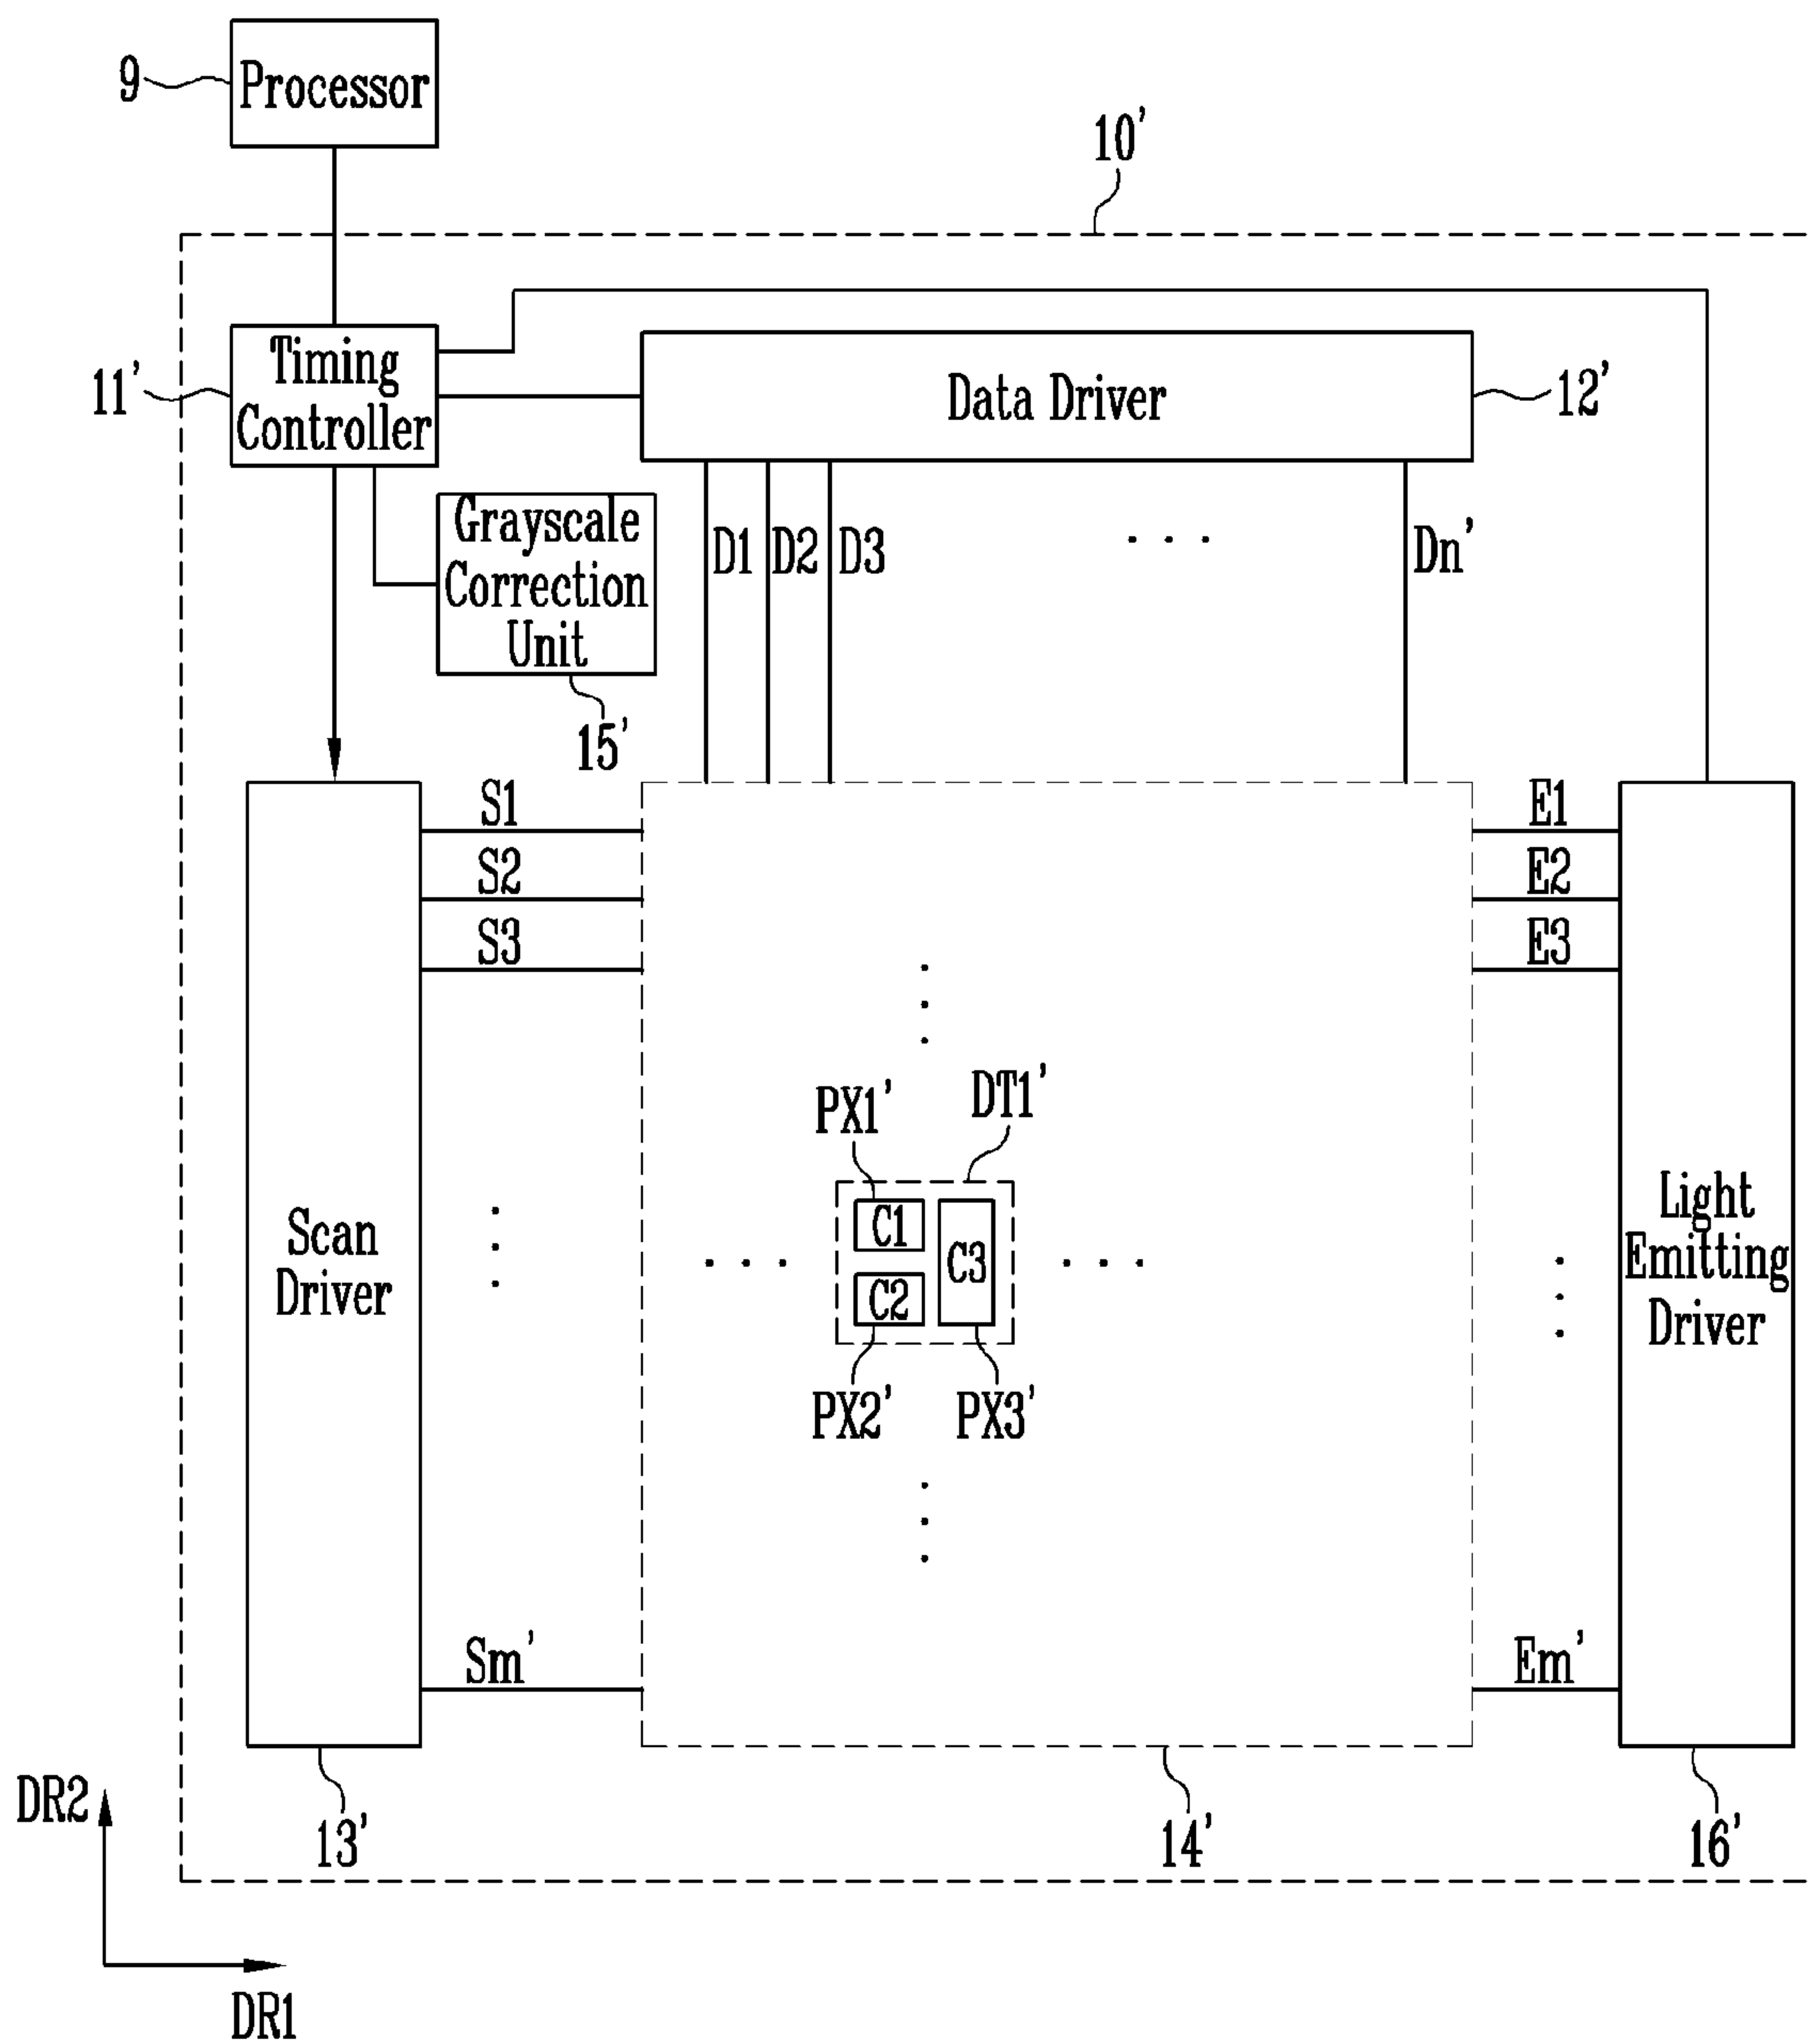 9
Processor
10'
11'
Timing
Controller
Data Driver
12'
Grayscale
Correction
Unit
15'
D1
D2
D3
Dn'
S1
S2
S3
Sm'
E1
E2
E3
Em'
Scan
Driver
PX1'
DT1'
C1
C2
C3
PX2'
PX3'
Light
Emitting
Driver
13'
14'
16'
DR2
DR1